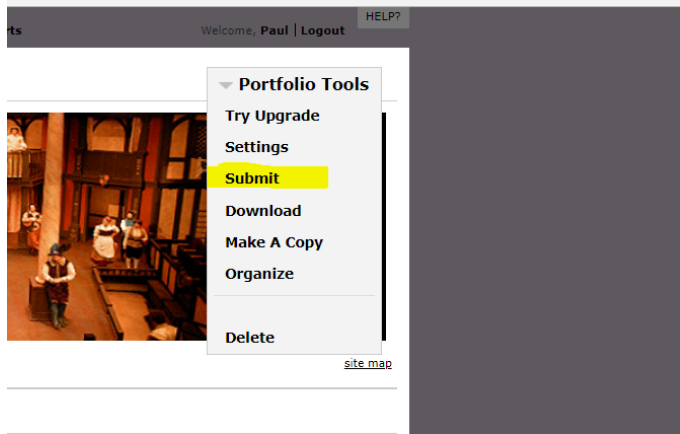 HELP?
rts
Welcome, Paul | Logout
Portfolio Tools
Try Upgrade
Settings
Submit
Download
Make A Copy
Organize
Delete
site map